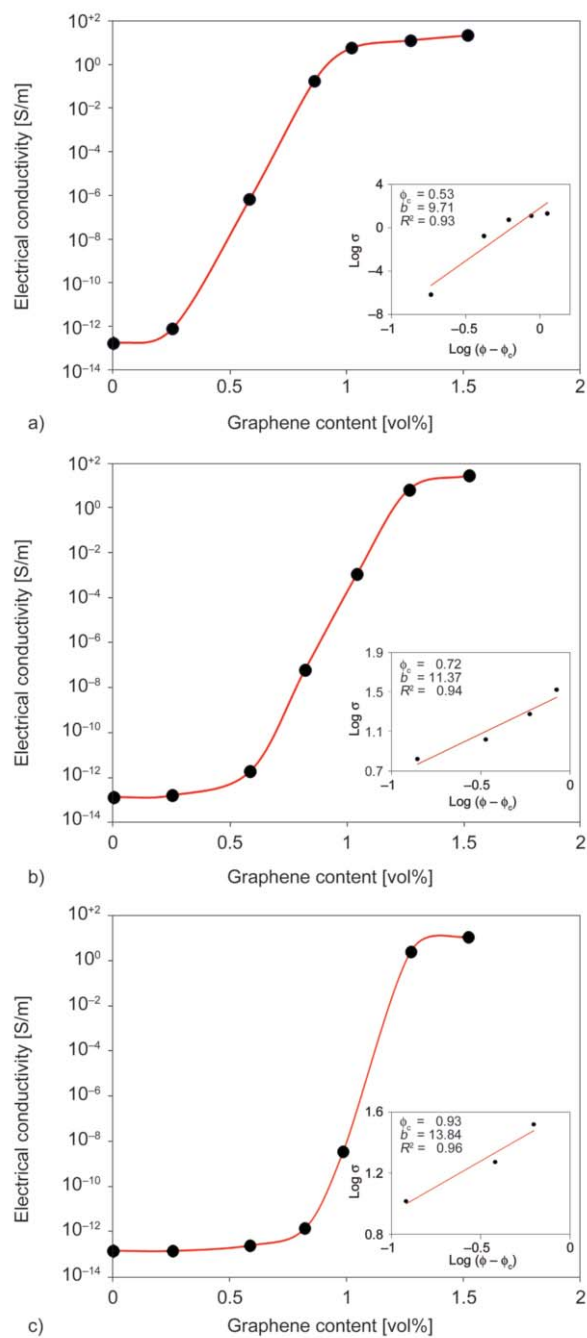 10⁺²
10⁰
10⁻²
10⁻⁴
10⁻⁶
10⁻⁸
10⁻¹⁰
10⁻¹²
10⁻¹⁴
Electrical conductivity [S/m]
0
0.5
1
1.5
2
Graphene content [vol%]
a)
ϕc = 0.53
b = 9.71
R² = 0.93
4
0
−4
−8
Log σ
−1
−0.5
0
Log (ϕ − ϕc)
10⁺²
10⁰
10⁻²
10⁻⁴
10⁻⁶
10⁻⁸
10⁻¹⁰
10⁻¹²
10⁻¹⁴
Electrical conductivity [S/m]
0
0.5
1
1.5
2
Graphene content [vol%]
b)
ϕc = 0.72
b = 11.37
R² = 0.94
1.9
1.5
1.1
0.7
Log σ
−1
−0.5
0
Log (ϕ − ϕc)
10⁺²
10⁰
10⁻²
10⁻⁴
10⁻⁶
10⁻⁸
10⁻¹⁰
10⁻¹²
10⁻¹⁴
Electrical conductivity [S/m]
0
0.5
1
1.5
2
Graphene content [vol%]
c)
ϕc = 0.93
b = 13.84
R² = 0.96
1.6
1.2
0.8
Log σ
−1
−0.5
0
Log (ϕ − ϕc)